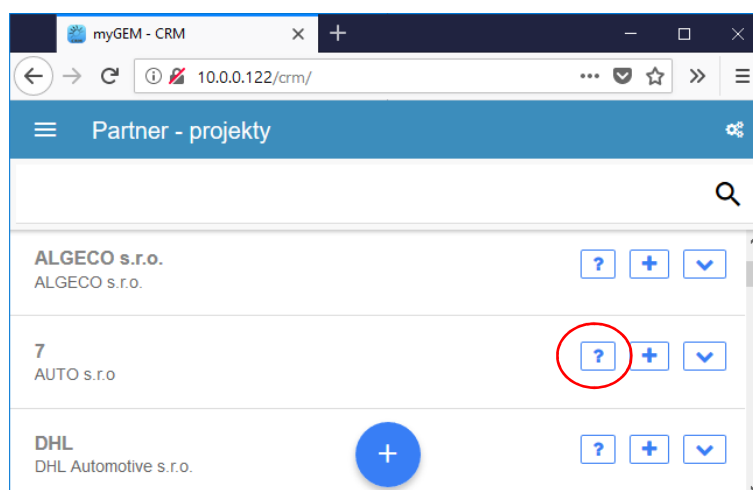 myGEM - CRM
10.0.0.122/crm/
Partner - projekty
ALGECO s.r.o.
ALGECO s.r.o.
7
AUTO s.r.o
DHL
DHL Automotive s.r.o.